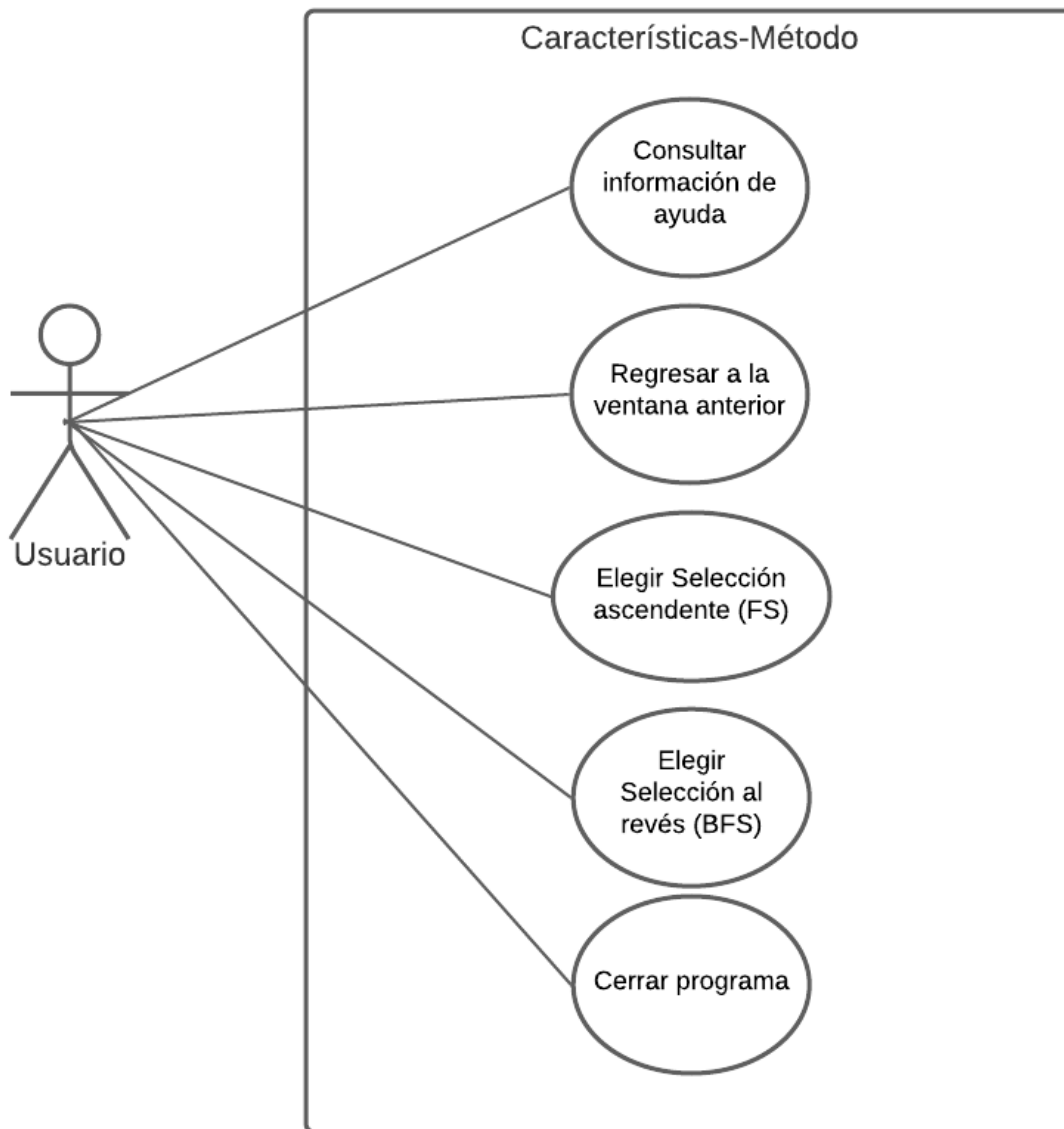 Características-Método
Consultar
información de
ayuda
Regresar a la
ventana anterior
Elegir Selección
ascendente (FS)
Usuario
Elegir
Selección al
revés (BFS)
Cerrar programa